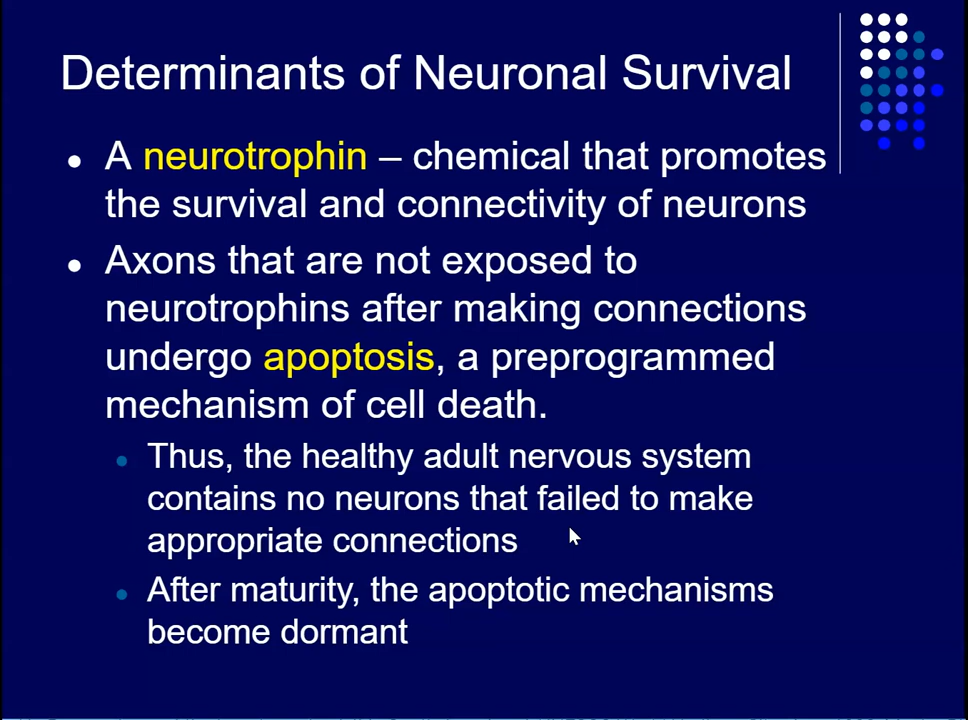 Determinants of Neuronal Survival
● A neurotrophin – chemical that promotes
the survival and connectivity of neurons
● Axons that are not exposed to
neurotrophins after making connections
undergo apoptosis, a preprogrammed
mechanism of cell death.
● Thus, the healthy adult nervous system
contains no neurons that failed to make
appropriate connections
● After maturity, the apoptotic mechanisms
become dormant